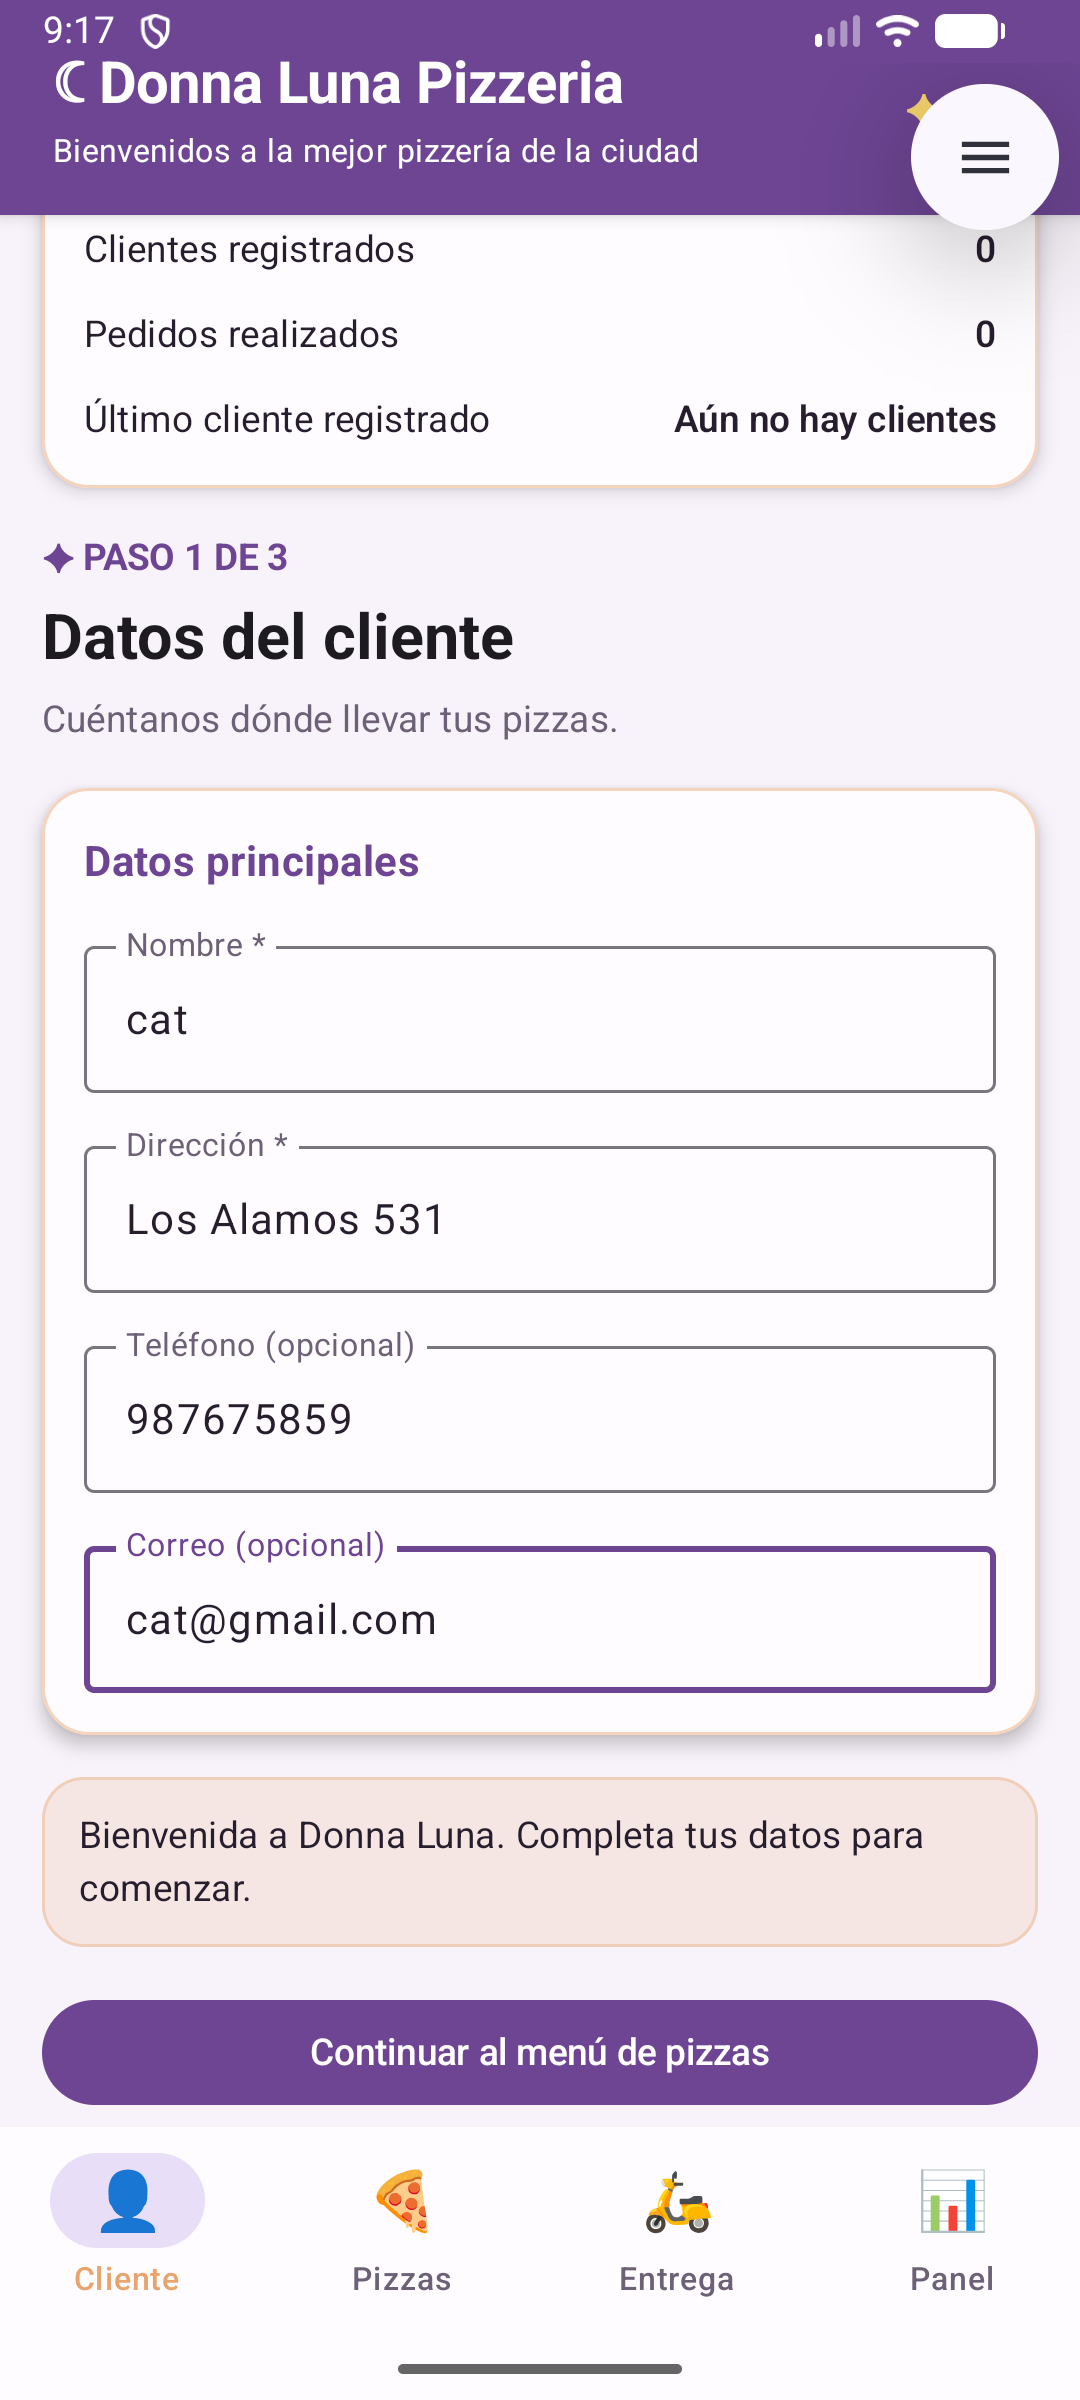 9:17
Donna Luna Pizzeria
Bienvenidos a la mejor pizzería de la ciudad
Clientes registrados 0
Pedidos realizados 0
Último cliente registrado Aún no hay clientes
PASO 1 DE 3
Datos del cliente
Cuéntanos dónde llevar tus pizzas.
Datos principales
Nombre *
cat
Dirección *
Los Alamos 531
Teléfono (opcional)
987675859
Correo (opcional)
cat@gmail.com
Bienvenida a Donna Luna. Completa tus datos para
comenzar.
Continuar al menú de pizzas
Cliente Pizzas Entrega Panel